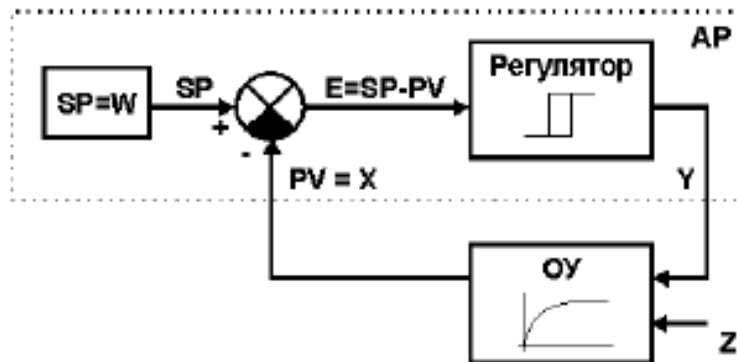 АР
SP=W
SP
+
-
E=SP-PV
Регулятор
PV = X
Y
ОУ
Z